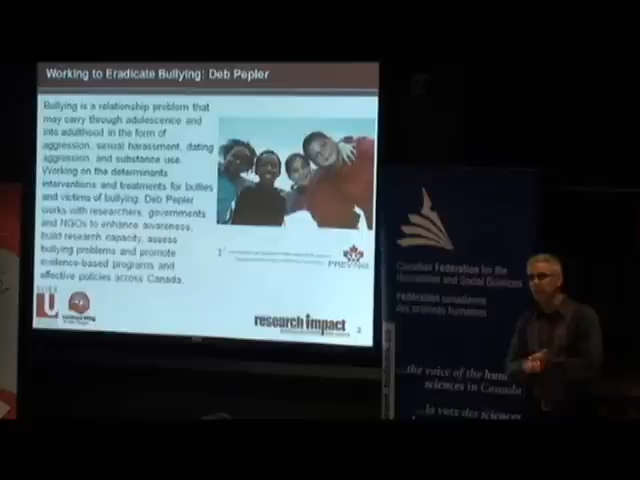 Working to Eradicate Bullying: Deb Pepler
Bullying is a relationship problem that
may carry through adolescence and
into adulthood in the form of
aggression, sexual harassment, dating
aggression, and substance use.
Working on the determinants
interventions and treatments for bullies
and victims of bullying. Deb Pepler
works with researchers, governments
and NGOs to enhance awareness,
build research capacity, assess
bullying problems and promote
evidence-based programs and
effective policies across Canada.
PREVNet
YORK
U
research impact
2
Canadian Federation for the
Humanities and Social Sciences
Fédération canadienne
des sciences humaines
...the voice of the hum
sciences in Canada
...la voix des sciences